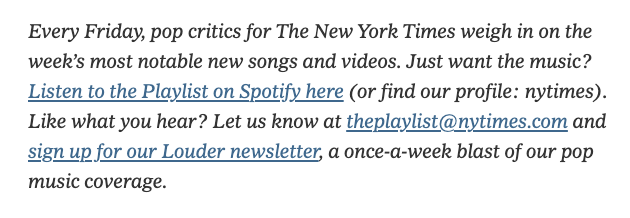 Every Friday, pop critics for The New York Times weigh in on the
week’s most notable new songs and videos. Just want the music?
Listen to the Playlist on Spotify here (or find our profile: nytimes).
Like what you hear? Let us know at theplaylist@nytimes.com and
sign up for our Louder newsletter, a once-a-week blast of our pop
music coverage.